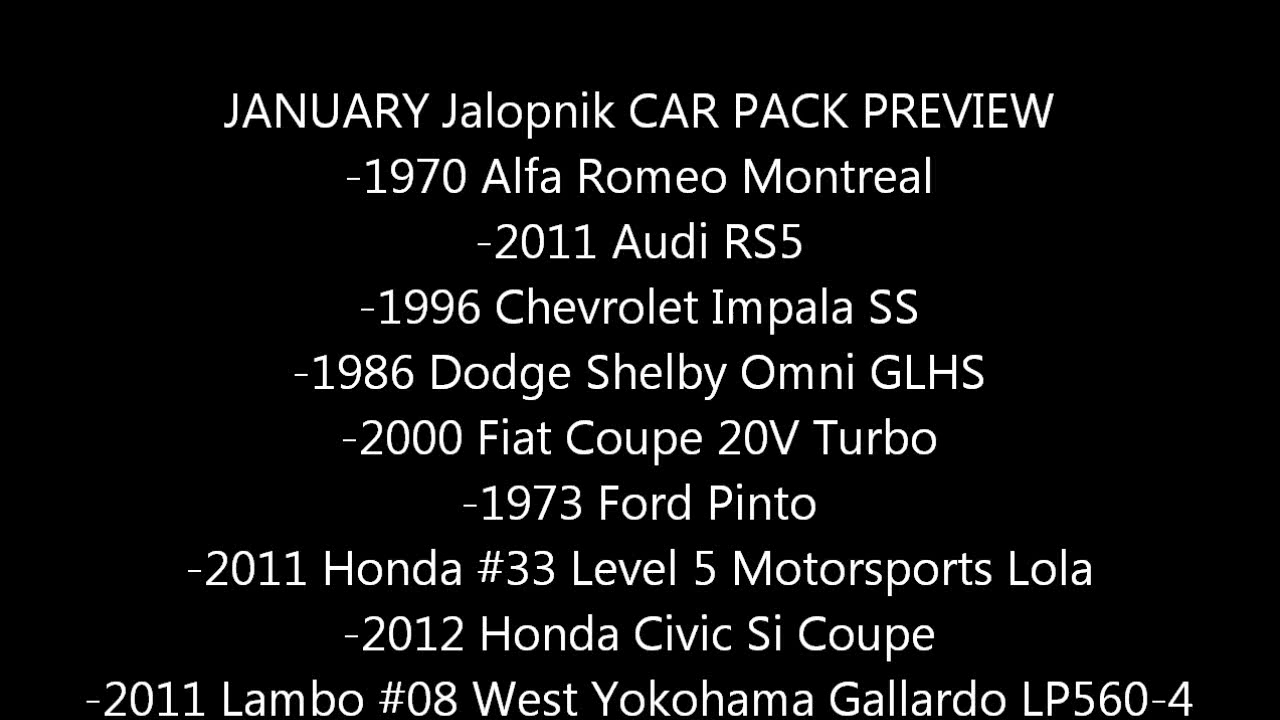 JANUARY Jalopnik CAR PACK PREVIEW
-1970 Alfa Romeo Montreal
-2011 Audi RS5
-1996 Chevrolet Impala SS
-1986 Dodge Shelby Omni GLHS
-2000 Fiat Coupe 20V Turbo
-1973 Ford Pinto
-2011 Honda #33 Level 5 Motorsports Lola
-2012 Honda Civic Si Coupe
-2011 Lambo #08 West Yokohama Gallardo LP560-4